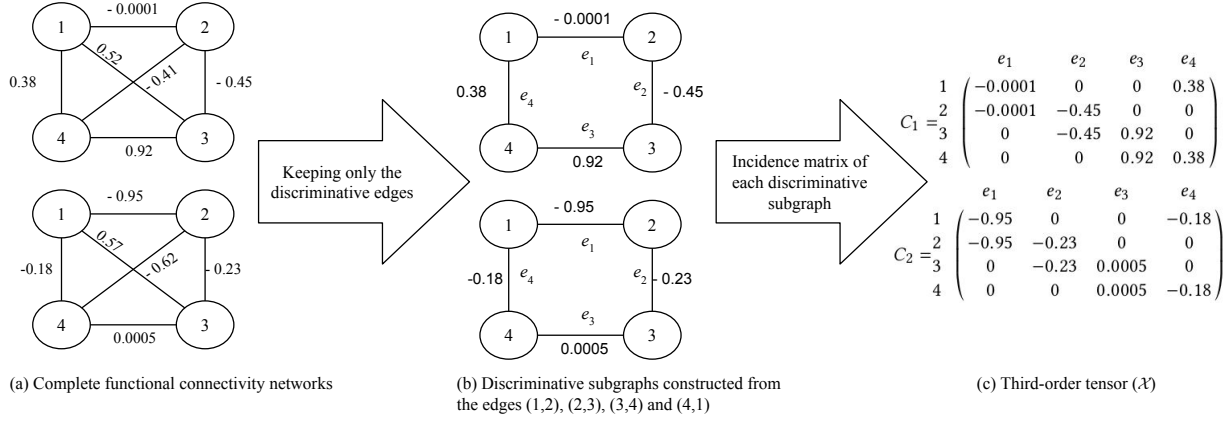 - 0.0001
1 2
0.52
- 0.41
0.38
- 0.45
4 3
0.92
- 0.95
1 2
0.57
- 0.62
-0.18
- 0.23
4 3
0.0005
(a) Complete functional connectivity networks
Keeping only the
discriminative edges
- 0.0001
1 2
e1
0.38 e4 e2 - 0.45
e3
4 3
0.92
- 0.95
1 2
e1
-0.18 e4 e2 - 0.23
e3
4 3
0.0005
(b) Discriminative subgraphs constructed from
the edges (1,2), (2,3), (3,4) and (4,1)
Incidence matrix of
each discriminative
subgraph
e1 e2 e3 e4
1 −0.0001 0 0 0.38
2 −0.0001 −0.45 0 0
C1 =
3 0 −0.45 0.92 0
4 0 0 0.92 0.38
e1 e2 e3 e4
1 −0.95 0 0 −0.18
2 −0.95 −0.23 0 0
C2 =
3 0 −0.23 0.0005 0
4 0 0 0.0005 −0.18
(c) Third-order tensor (𝒳)